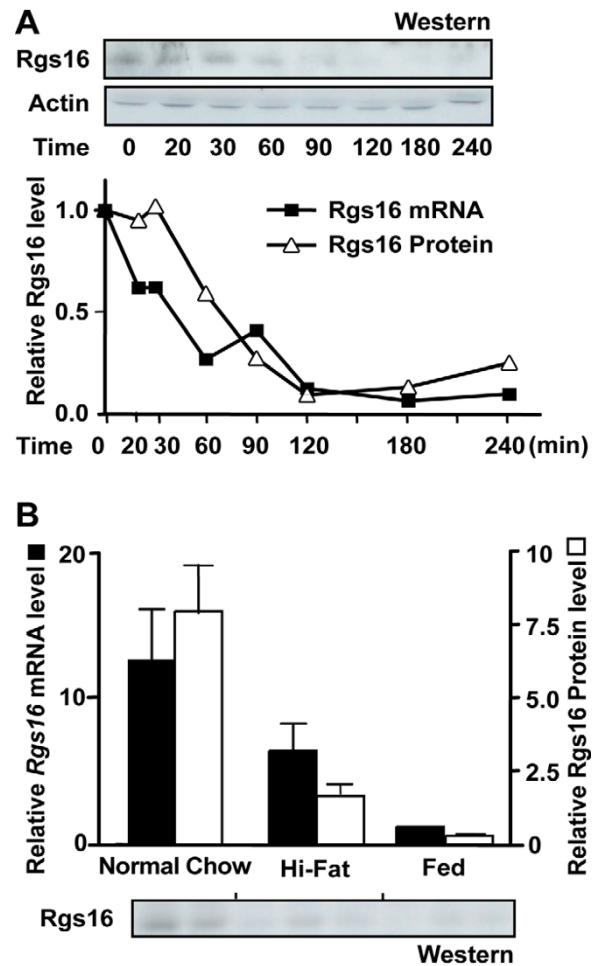 A
Western
Rgs16
Actin
Time 0 20 30 60 90 120 180 240
Relative Rgs16 level
1.0
0.5
0.0
Rgs16 mRNA
Rgs16 Protein
Time 0 20 30 60 90 120 180 240 (min)
B
Relative Rgs16 mRNA level
20
10
0
10
7.5
5.0
2.5
0
Relative Rgs16 Protein level
Normal Chow Hi-Fat Fed
Rgs16
Western